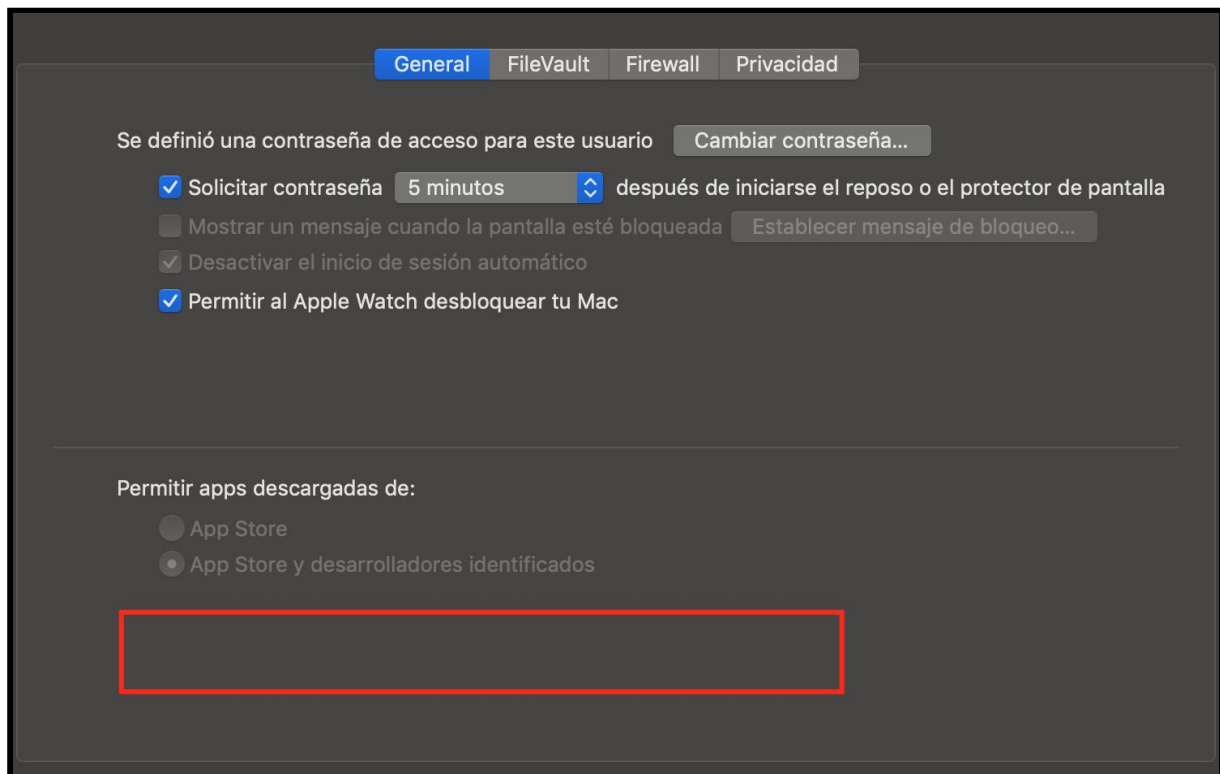 General FileVault Firewall Privacidad
Se definió una contraseña de acceso para este usuario Cambiar contraseña...
Solicitar contraseña 5 minutos después de iniciarse el reposo o el protector de pantalla
Mostrar un mensaje cuando la pantalla esté bloqueada Establecer mensaje de bloqueo...
Desactivar el inicio de sesión automático
Permitir al Apple Watch desbloquear tu Mac
Permitir apps descargadas de:
App Store
App Store y desarrolladores identificados